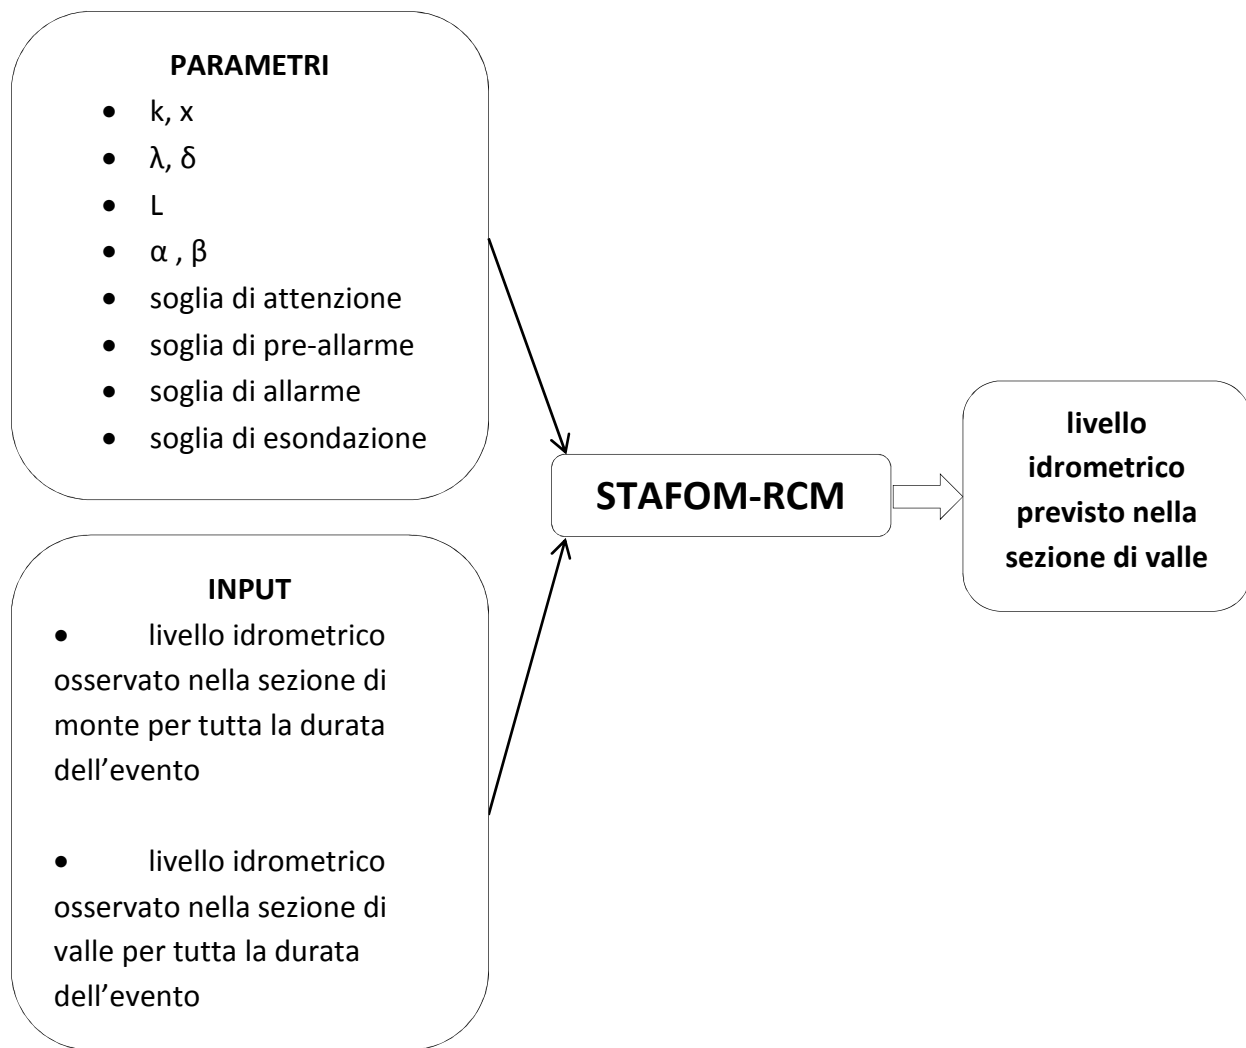 PARAMETRI
• k, x
• λ, δ
• L
• α , β
• soglia di attenzione
• soglia di pre-allarme
• soglia di allarme
• soglia di esondazione
INPUT
• livello idrometrico
osservato nella sezione di
monte per tutta la durata
dell’evento
• livello idrometrico
osservato nella sezione di
valle per tutta la durata
dell’evento
STAFOM-RCM
livello
idrometrico
previsto nella
sezione di valle